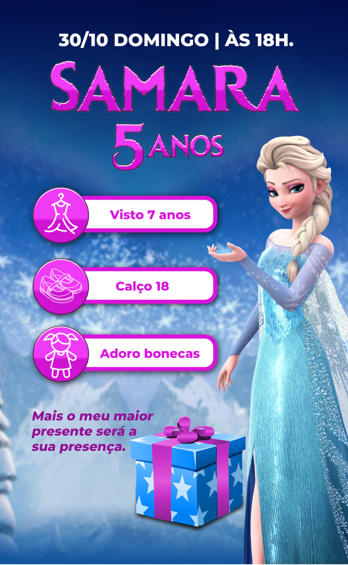 30/10 DOMINGO | ÀS 18H.
SAMARA
5 ANOS
Visto 7 anos
Calço 18
Adoro bonecas
Mais o meu maior
presente será a
sua presença.